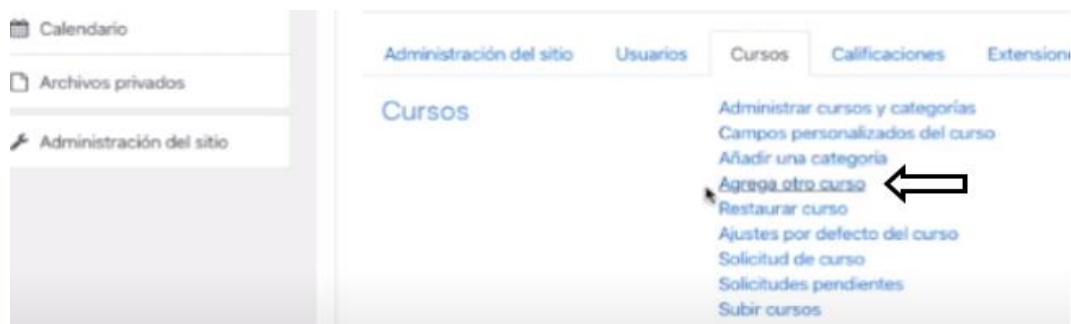 Calendario
Archivos privados
Administración del sitio
Administración del sitio Usuarios Cursos Calificaciones Extensione
Cursos
Administrar cursos y categorías
Campos personalizados del curso
Añadir una categoría
Agrega otro curso
Restaurar curso
Ajustes por defecto del curso
Solicitud de curso
Solicitudes pendientes
Subir cursos